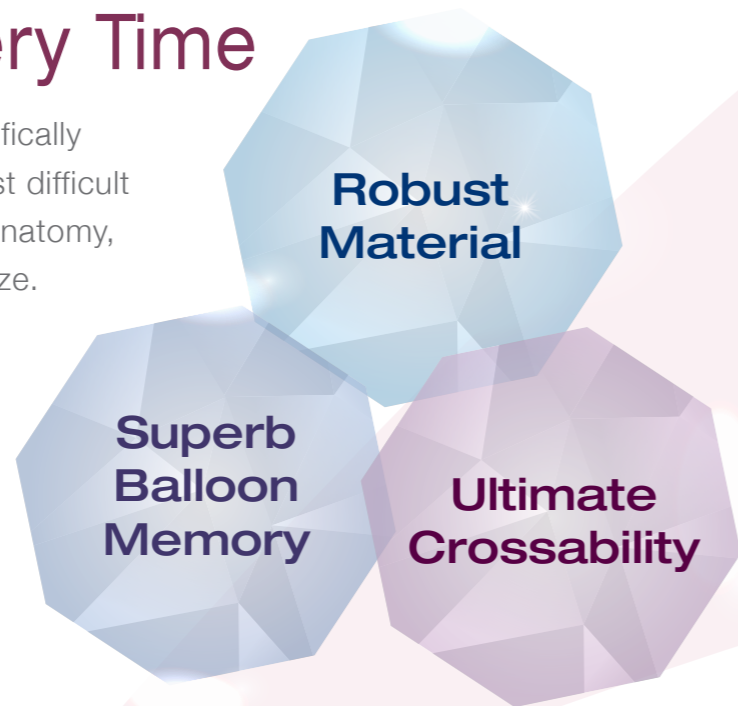 ery Time
fically
st difficult
natomy,
ze.
Robust
Material
Superb
Balloon
Memory
Ultimate
Crossability